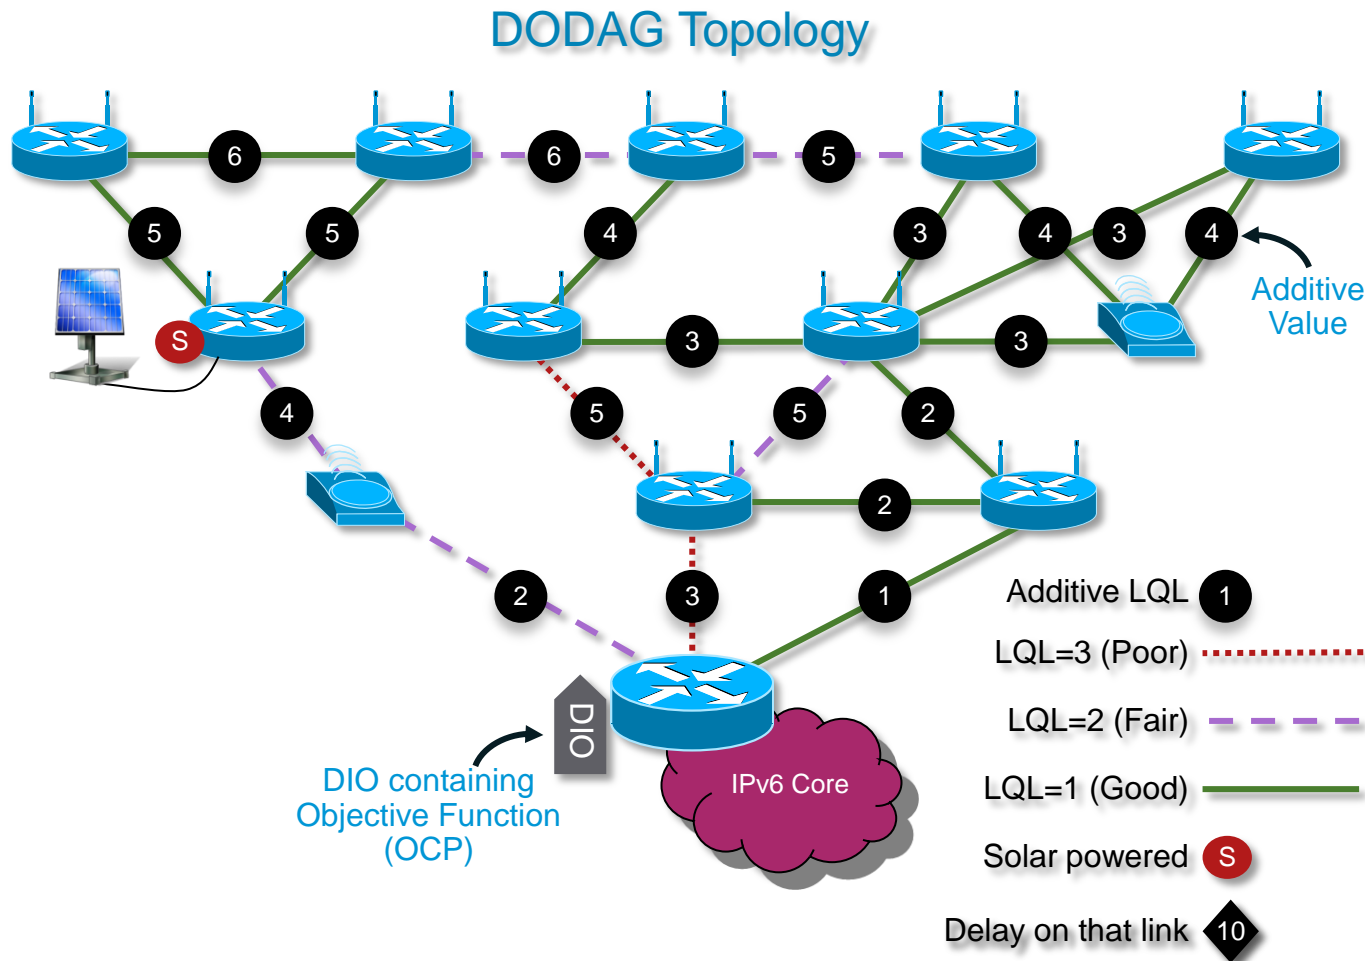 DODAG Topology
6
6
5
5
5
4
3
4
3
4
Additive
Value
S
3
3
4
5
5
2
2
2
3
1
Additive LQL 1
LQL=3 (Poor)
DIO
LQL=2 (Fair)
DIO containing
Objective Function
(OCP)
IPv6 Core
LQL=1 (Good)
Solar powered S
Delay on that link 10